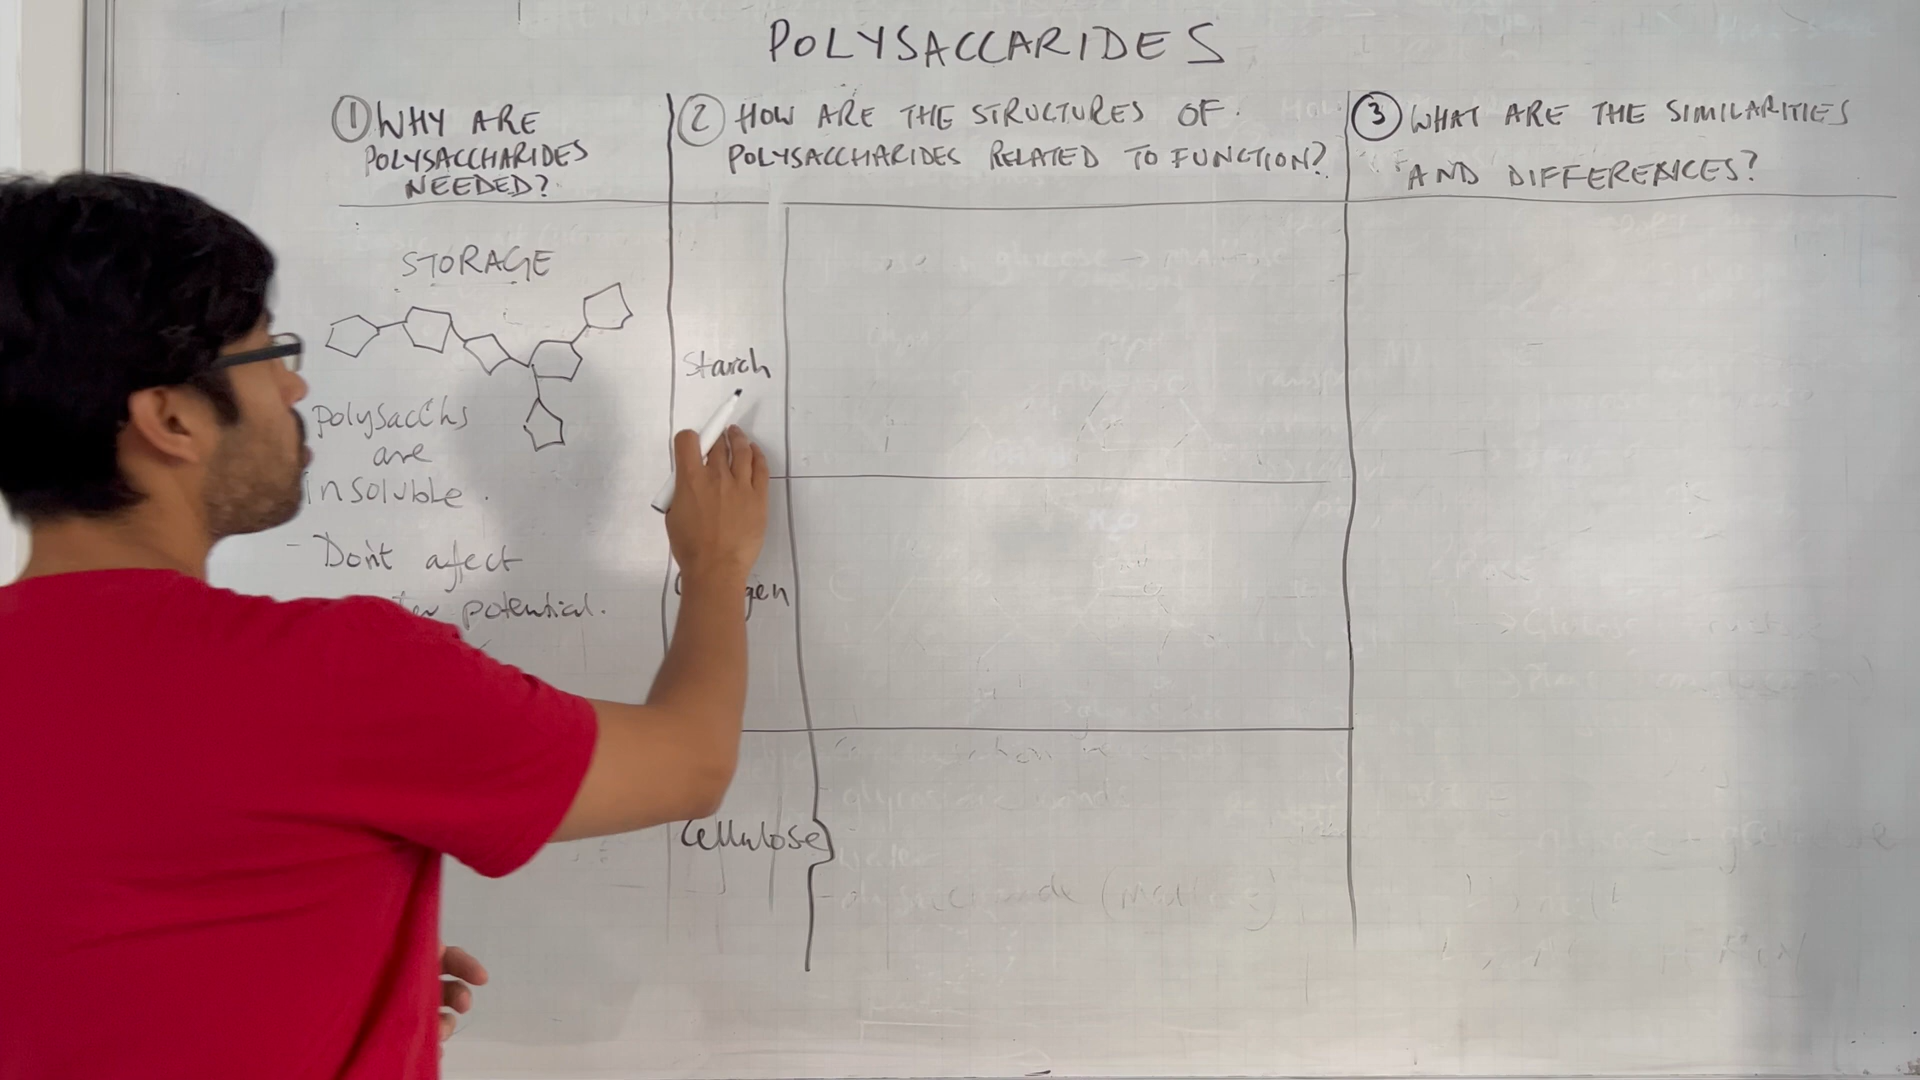 POLYSACCARIDES
① WHY ARE
POLYSACCHARIDES
NEEDED?
STORAGE
polysacchs
are
insoluble.
- Don't affect
potential.
② HOW ARE THE STRUCTURES OF
POLYSACCHARIDES RELATED TO FUNCTION?
Starch
gen
Cellulose
③ WHAT ARE THE SIMILARITIES
AND DIFFERENCES?